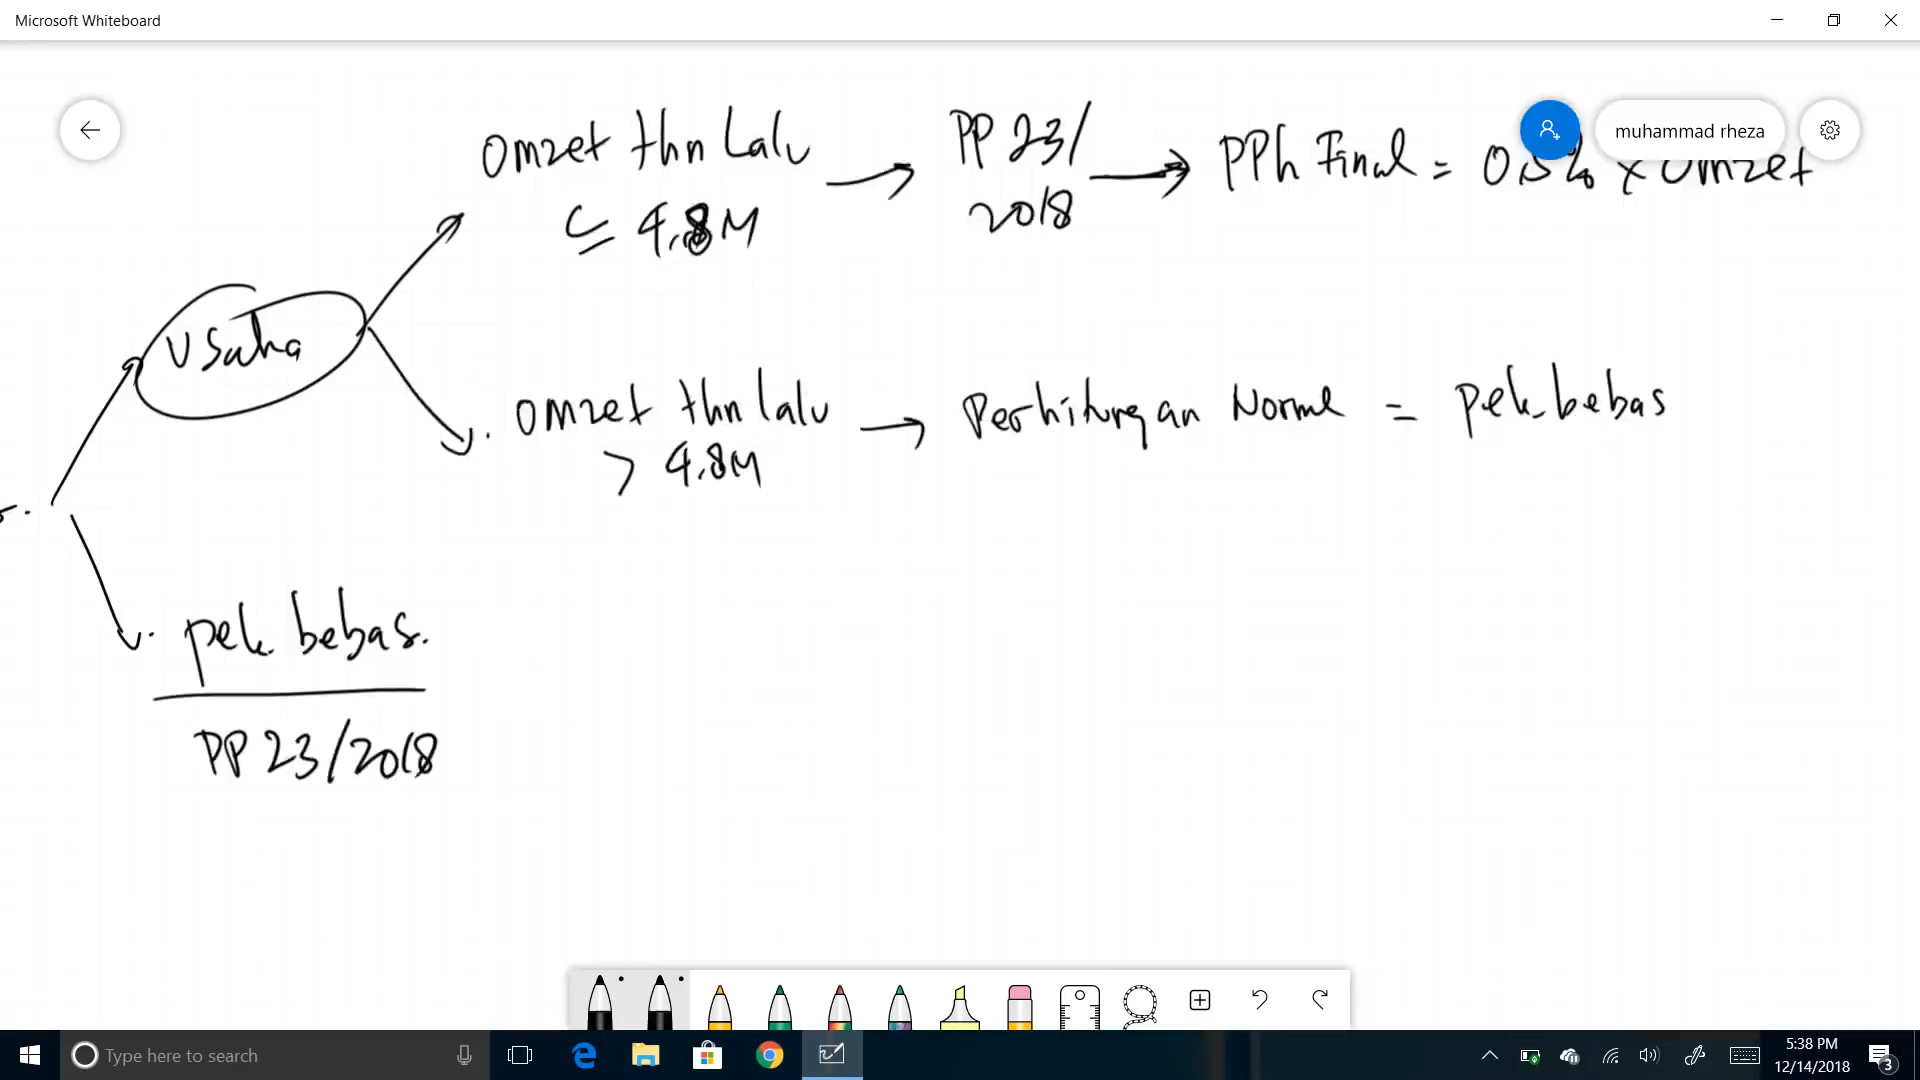 Microsoft Whiteboard
Omzet thn Lalu
≤ 4.8M
PP 23/
2018
PPh Final = 0.5% x Omzet
muhammad rheza
Usaha
Omzet thn lalu
> 4.8M
Perhitungan Normal = pek. bebas
pek. bebas.
PP 23/2018
Type here to search
5:38 PM
12/14/2018
3